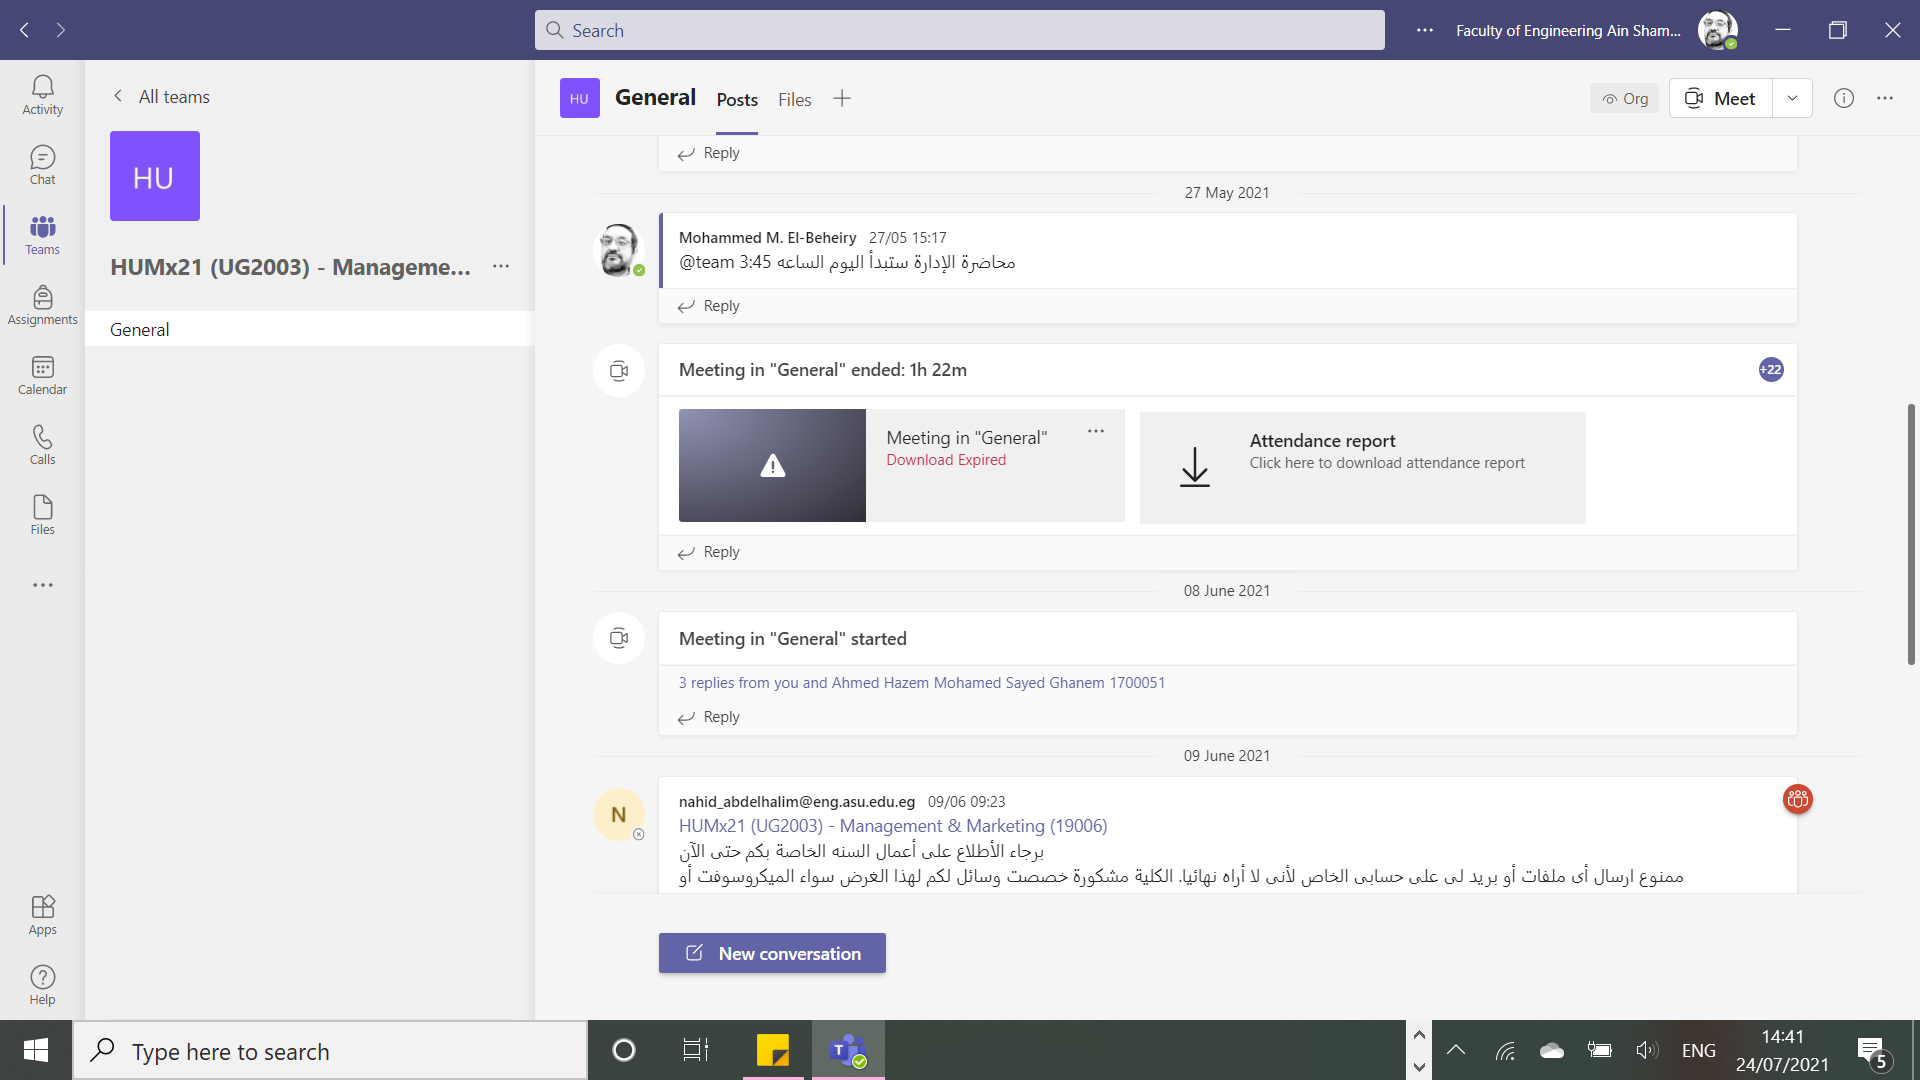 Search
Faculty of Engineering Ain Sham...
Activity
Chat
Teams
Assignments
Calendar
Calls
Files
Apps
Help
All teams
HU
HUMx21 (UG2003) - Manageme...
General
HU
General
Posts
Files
Org
Meet
Reply
27 May 2021
Mohammed M. El-Beheiry 27/05 15:17
@team محاضرة الإدارة ستبدأ اليوم الساعه 3:45
Reply
Meeting in "General" ended: 1h 22m
+22
Meeting in "General"
Download Expired
Attendance report
Click here to download attendance report
Reply
08 June 2021
Meeting in "General" started
3 replies from you and Ahmed Hazem Mohamed Sayed Ghanem 1700051
Reply
09 June 2021
N
nahid_abdelhalim@eng.asu.edu.eg 09/06 09:23
HUMx21 (UG2003) - Management & Marketing (19006)
برجاء الأطلاع على أعمال السنه الخاصة بكم حتى الآن
ممنوع ارسال أى ملفات أو بريد لى على حسابى الخاص لأنى لا أراه نهائيا. الكلية مشكورة خصصت وسائل لكم لهذا الغرض سواء الميكروسوفت أو
New conversation
Type here to search
T
ENG
14:41
24/07/2021
5